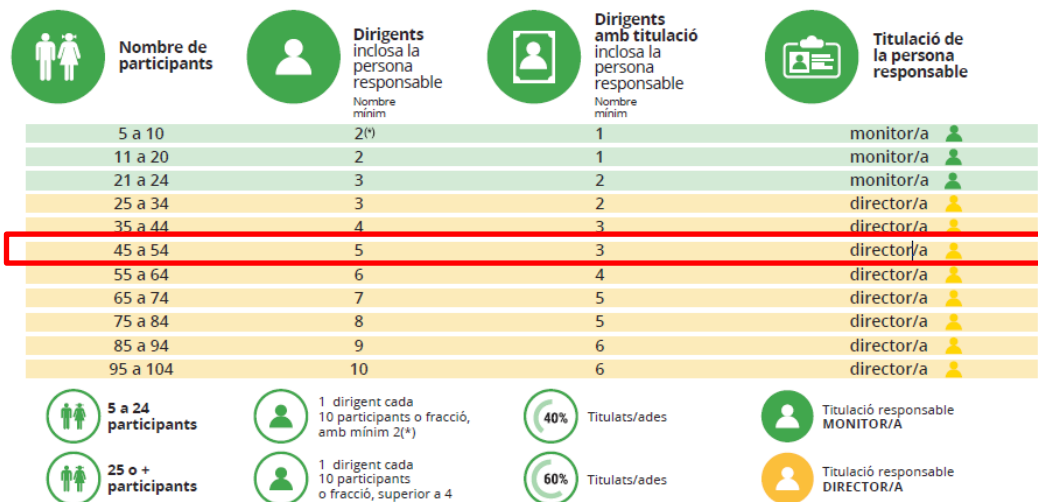 Nombre de
participants
Dirigents
inclosa la
persona
responsable
Nombre
mínim
Dirigents
amb titulació
inclosa la
persona
responsable
Nombre
mínim
Titulació de
la persona
responsable
5 a 10 2(*) 1 monitor/a
11 a 20 2 1 monitor/a
21 a 24 3 2 monitor/a
25 a 34 3 2 director/a
35 a 44 4 3 director/a
45 a 54 5 3 director/a
55 a 64 6 4 director/a
65 a 74 7 5 director/a
75 a 84 8 5 director/a
85 a 94 9 6 director/a
95 a 104 10 6 director/a
5 a 24
participants
1 dirigent cada
10 participants o fracció,
amb mínim 2(*)
40%
Titulats/ades
Titulació responsable
MONITOR/A
25 o +
participants
1 dirigent cada
10 participants
o fracció, superior a 4
60%
Titulats/ades
Titulació responsable
DIRECTOR/A